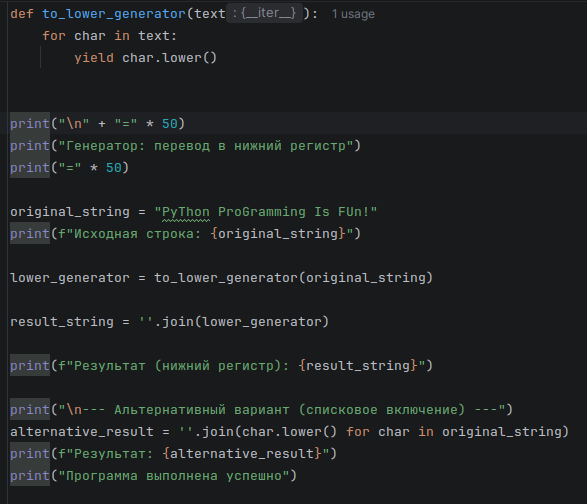 def to_lower_generator(text : {__iter__} ): 1 usage
    for char in text:
        yield char.lower()
print("\n" + "=" * 50)
print("Генератор: перевод в нижний регистр")
print("=" * 50)
original_string = "PyThon ProGramming Is FUn!"
print(f"Исходная строка: {original_string}")
lower_generator = to_lower_generator(original_string)
result_string = ''.join(lower_generator)
print(f"Результат (нижний регистр): {result_string}")
print("\n--- Альтернативный вариант (списковое включение) ---")
alternative_result = ''.join(char.lower() for char in original_string)
print(f"Результат: {alternative_result}")
print("Программа выполнена успешно")